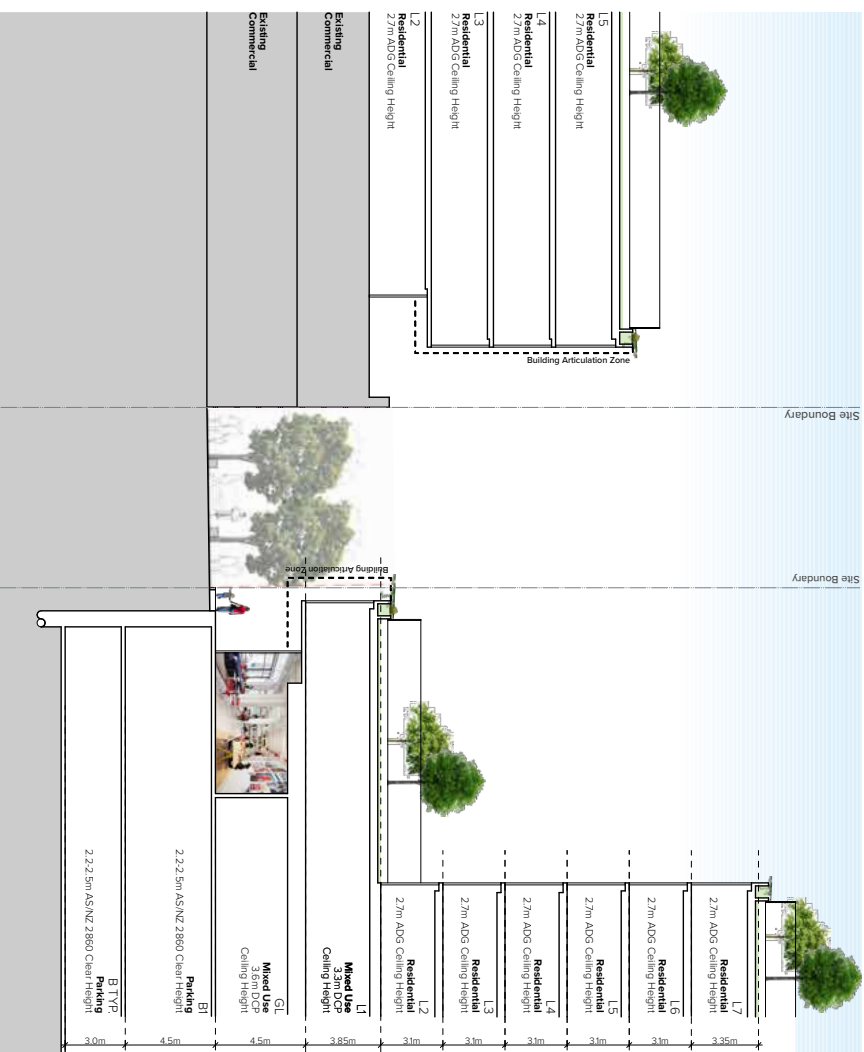 L5
Residential
2.7m ADG Ceiling Height
L4
Residential
2.7m ADG Ceiling Height
L3
Residential
2.7m ADG Ceiling Height
L2
Residential
2.7m ADG Ceiling Height
Existing
Commercial
Existing
Commercial
Building Articulation Zone
Site Boundary
Building Articulation Zone
Site Boundary
L7
Residential
2.7m ADG Ceiling Height
3.35m
L6
Residential
2.7m ADG Ceiling Height
3.1m
L5
Residential
2.7m ADG Ceiling Height
3.1m
L4
Residential
2.7m ADG Ceiling Height
3.1m
L3
Residential
2.7m ADG Ceiling Height
3.1m
L2
Residential
2.7m ADG Ceiling Height
3.1m
L1
Mixed Use
3.3m DCP
Ceiling Height
3.85m
GL
Mixed Use
3.6m DCP
Ceiling Height
4.5m
B1
Parking
2.2-2.5m AS/NZ 2860 Clear Height
4.5m
B TYP.
Parking
2.2-2.5m AS/NZ 2860 Clear Height
3.0m